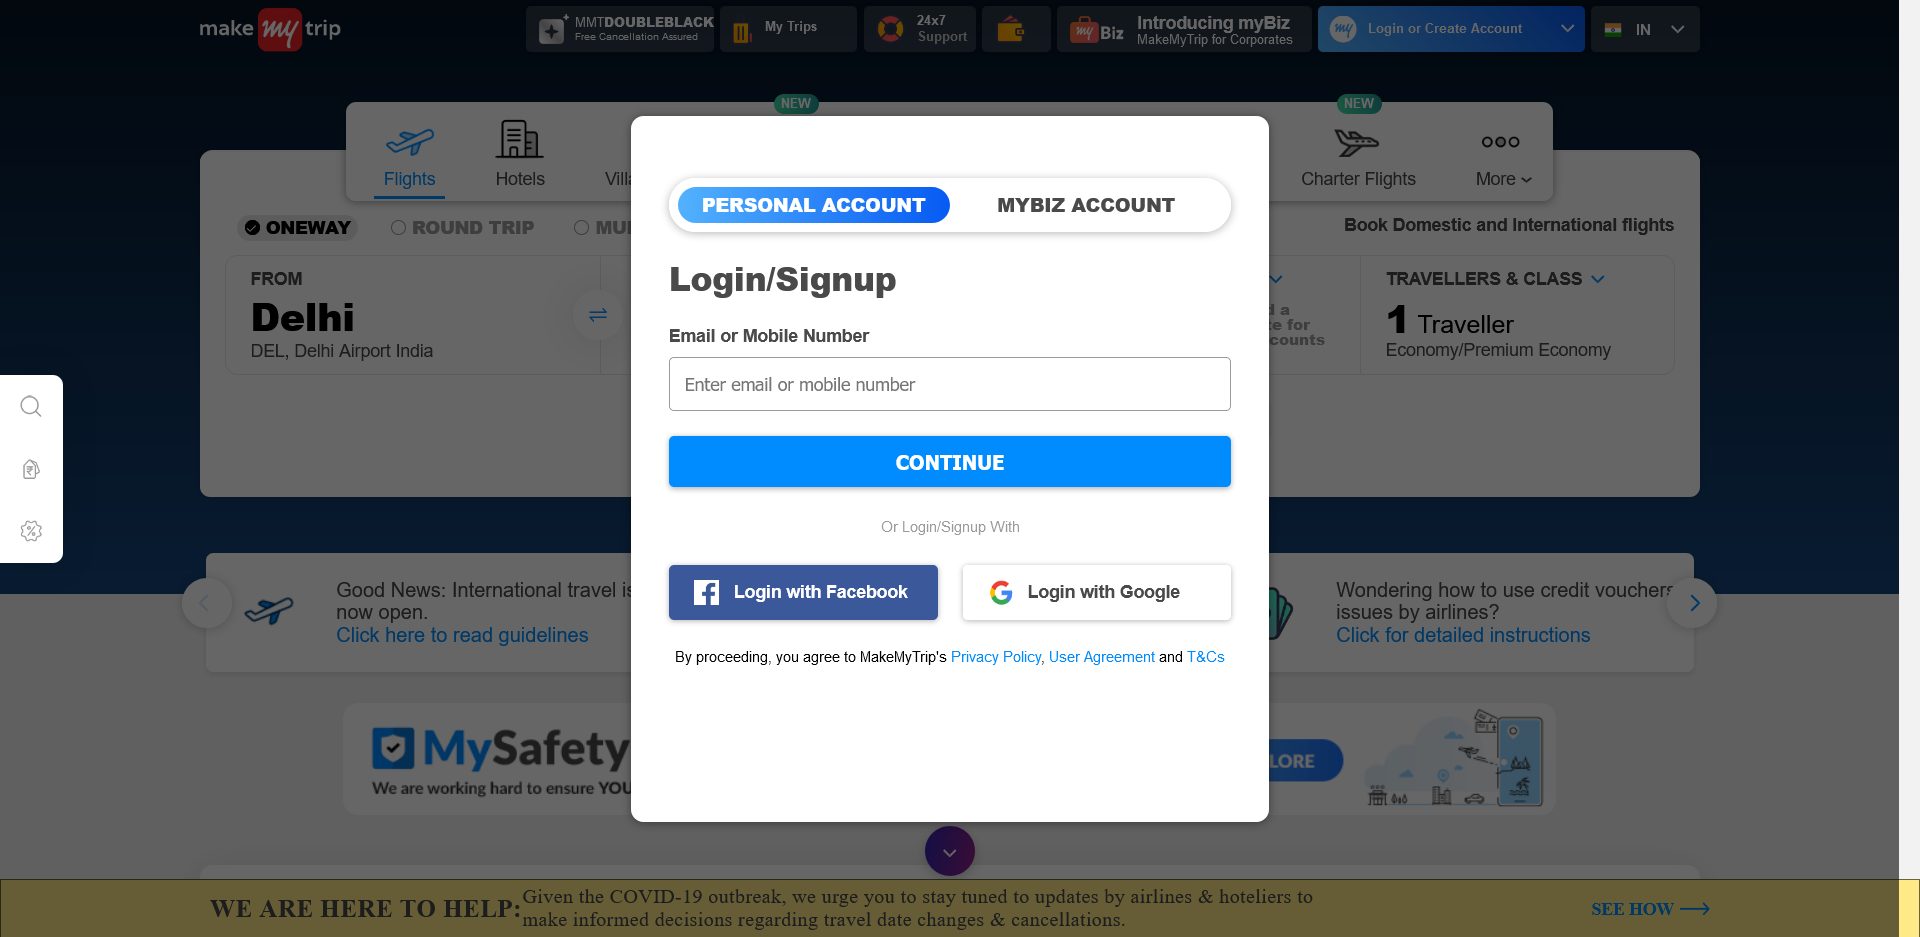 make my trip
MMTDOUBLEBLACK
Free Cancellation Assured
My Trips
24x7
Support
my Biz
Introducing myBiz
MakeMyTrip for Corporates
my
Login or Create Account
IN
NEW
NEW
Flights
Hotels
Charter Flights
More
ONEWAY
ROUND TRIP
Book Domestic and International flights
FROM
Delhi
DEL, Delhi Airport India
TRAVELLERS & CLASS
1 Traveller
Economy/Premium Economy
PERSONAL ACCOUNT
MYBIZ ACCOUNT
Login/Signup
Email or Mobile Number
Enter email or mobile number
CONTINUE
Or Login/Signup With
Login with Facebook
Login with Google
By proceeding, you agree to MakeMyTrip's Privacy Policy, User Agreement and T&Cs
Good News: International travel is
now open.
Click here to read guidelines
Wondering how to use credit vouchers
issues by airlines?
Click for detailed instructions
MySafety
We are working hard to ensure YOU
LORE
WE ARE HERE TO HELP:
Given the COVID-19 outbreak, we urge you to stay tuned to updates by airlines & hoteliers to
make informed decisions regarding travel date changes & cancellations.
SEE HOW